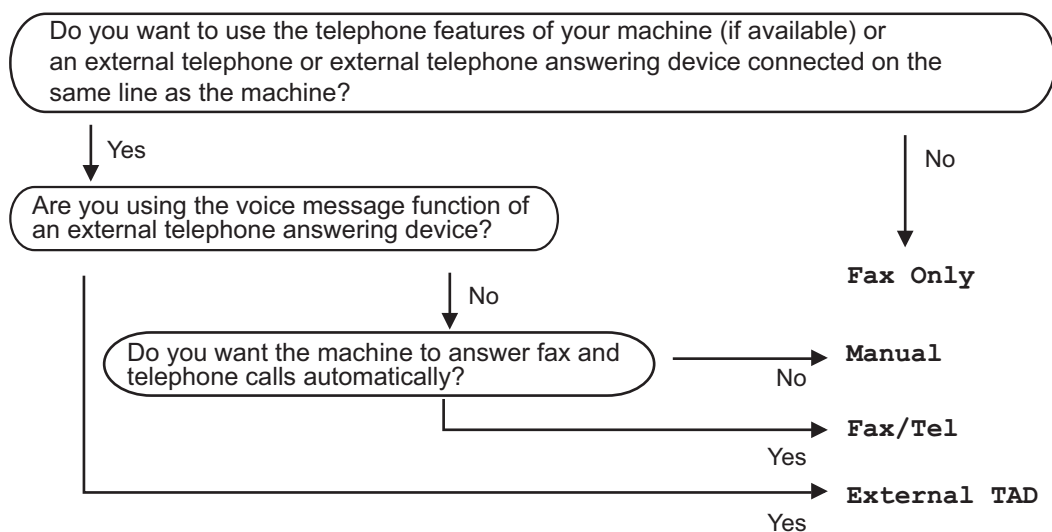 Do you want to use the telephone features of your machine (if available) or
an external telephone or external telephone answering device connected on the
same line as the machine?
Yes
No
Are you using the voice message function of
an external telephone answering device?
Fax Only
No
Do you want the machine to answer fax and
telephone calls automatically?
Manual
No
Fax/Tel
Yes
External TAD
Yes